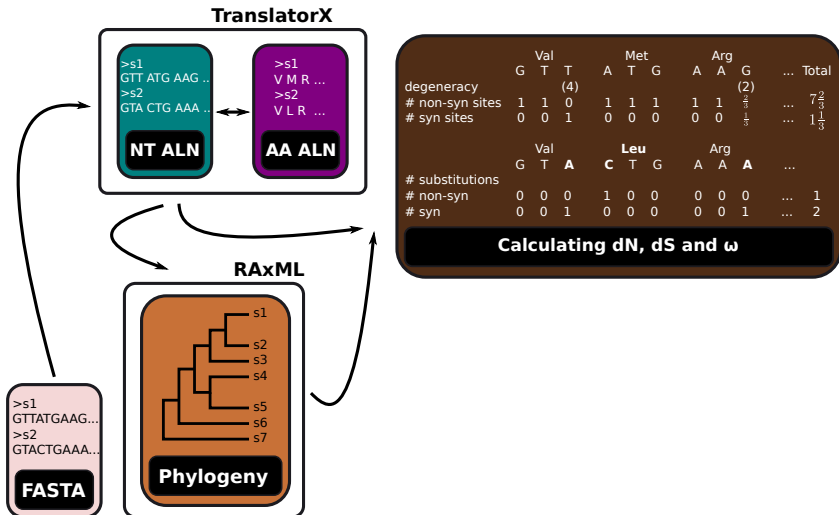 TranslatorX
>s1
GTT ATG AAG ...
>s2
GTA CTG AAA ...
NT ALN
>s1
V M R ...
>s2
V L R ...
AA ALN
Val Met Arg
G T T A T G A A G ... Total
degeneracy (4) (2)
# non-syn sites 1 1 0 1 1 1 1 1 2/3 ... 7 2/3
# syn sites 0 0 1 0 0 0 0 0 1/3 ... 1 1/3
Val Leu Arg
G T A C T G A A A ...
# substitutions
# non-syn 0 0 0 1 0 0 0 0 0 ... 1
# syn 0 0 1 0 0 0 0 0 1 ... 2
Calculating dN, dS and ω
RAxML
s1
s2
s3
s4
s5
s6
s7
Phylogeny
>s1
GTTATGAAG...
>s2
GTACTGAAA...
FASTA